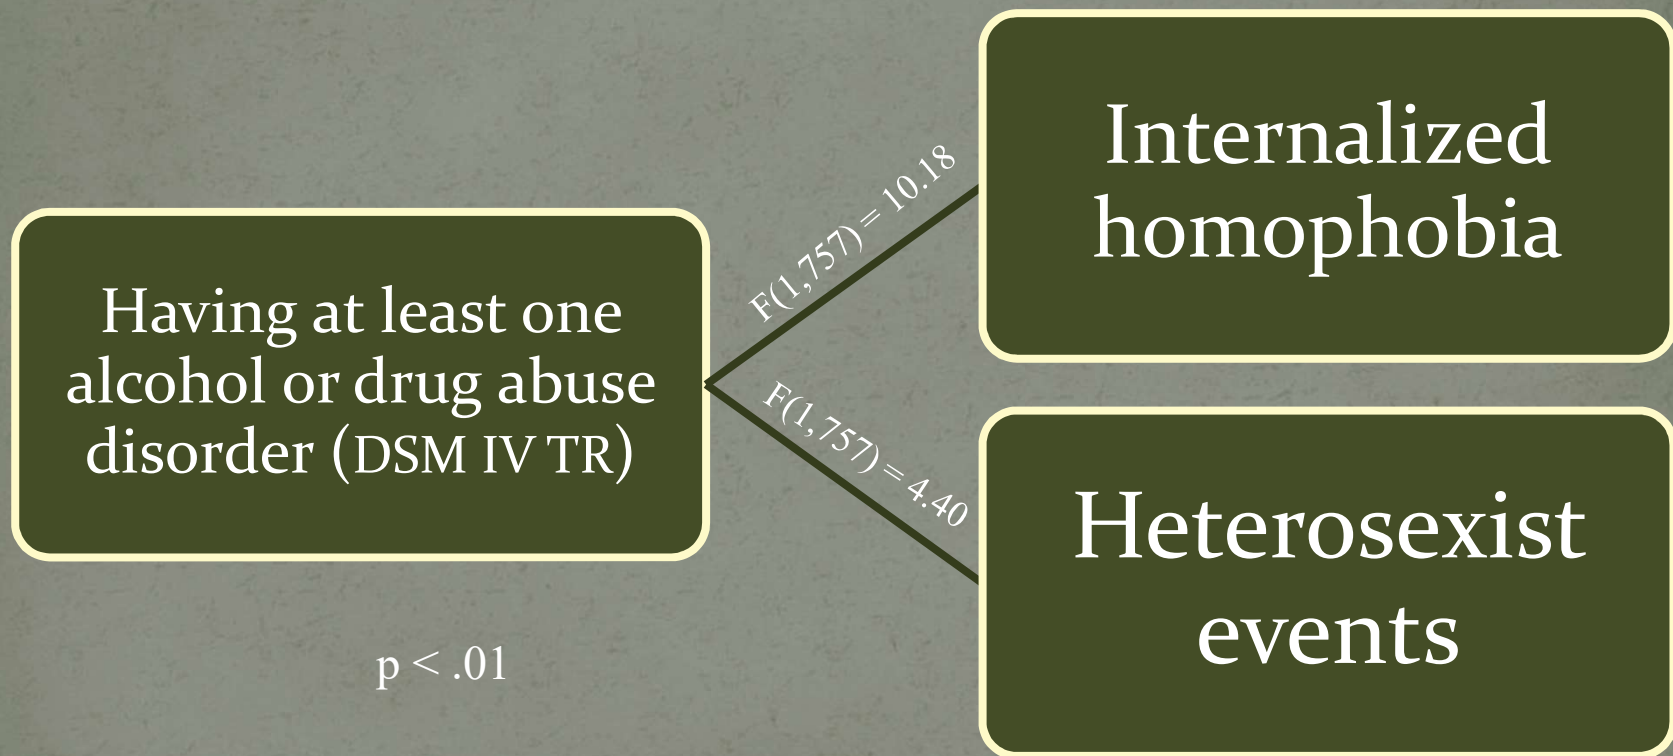 Having at least one
alcohol or drug abuse
disorder (DSM IV TR)
F(1,757) = 10.18
F(1,757) = 4.40
Internalized
homophobia
Heterosexist
events
p < .01